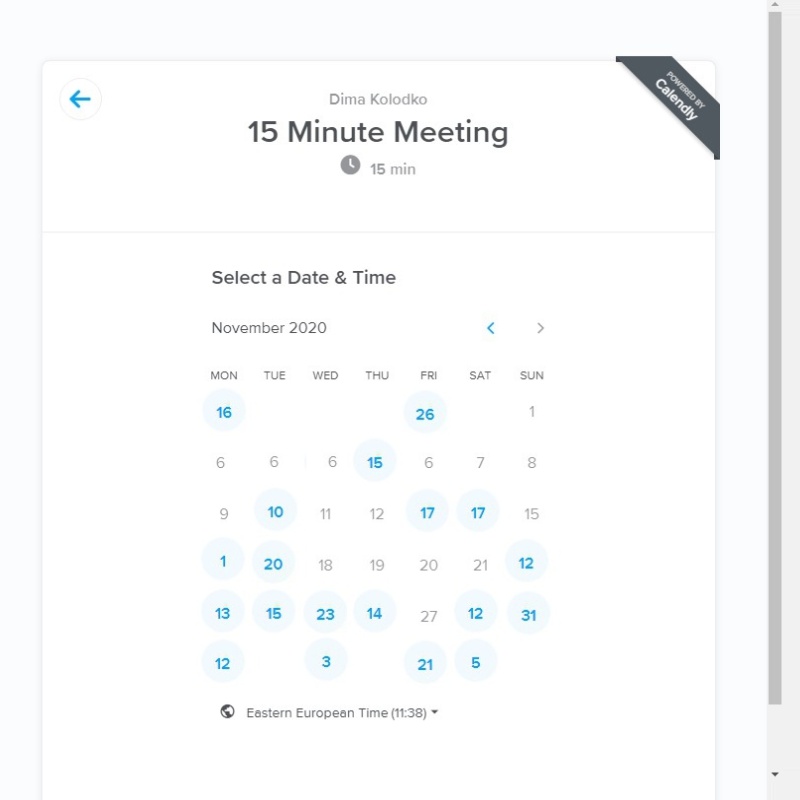 Dima Kolodko
POWERED BY
Calendly
15 Minute Meeting
15 min
Select a Date & Time
November 2020
MON TUE WED THU FRI SAT SUN
16 26 1
6 6 6 15 6 7 8
9 10 11 12 17 17 15
1 20 18 19 20 21 12
13 15 23 14 27 12 31
12 3 21 5
Eastern European Time (11:38)